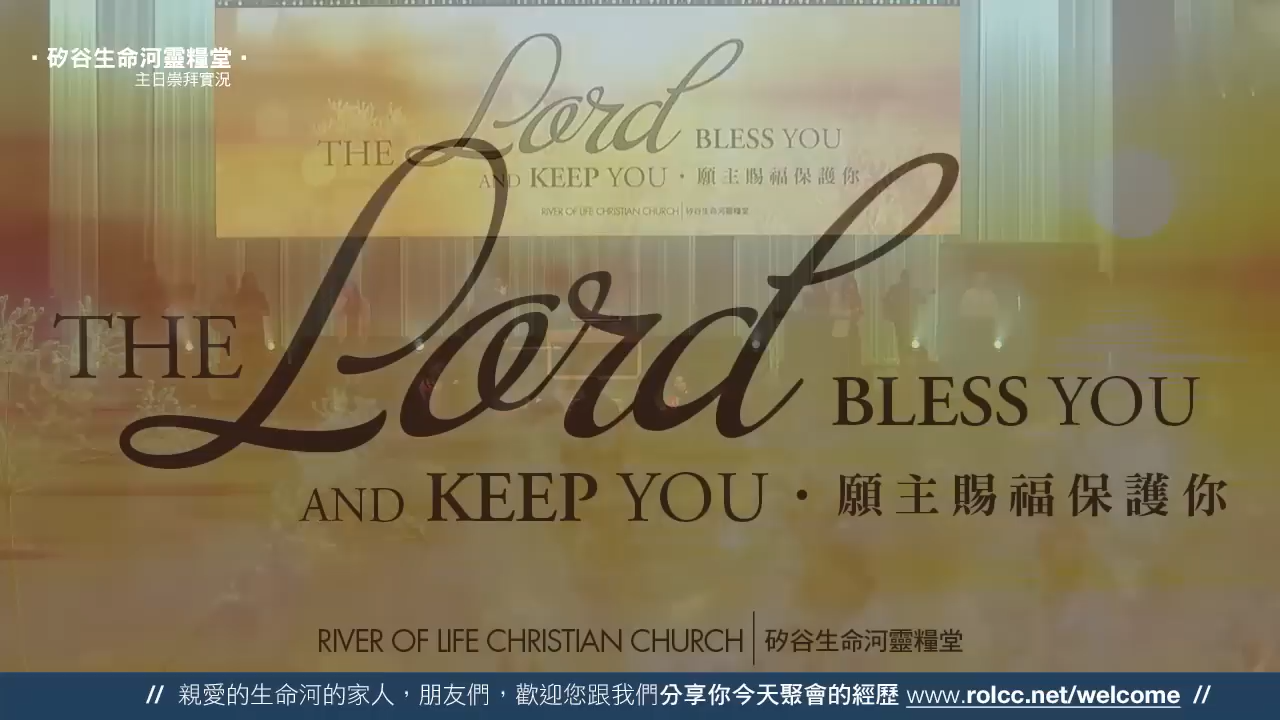 ·矽谷生命河靈糧堂·
主日崇拜實況
THE Lord BLESS YOU
AND KEEP YOU·願主賜福保護你
RIVER OF LIFE CHRISTIAN CHURCH|矽谷生命河靈糧堂
THE Lord BLESS YOU
AND KEEP YOU·願主賜福保護你
RIVER OF LIFE CHRISTIAN CHURCH|矽谷生命河靈糧堂
// 親愛的生命河的家人,朋友們,歡迎您跟我們分享你今天聚會的經歷 www.rolcc.net/welcome //